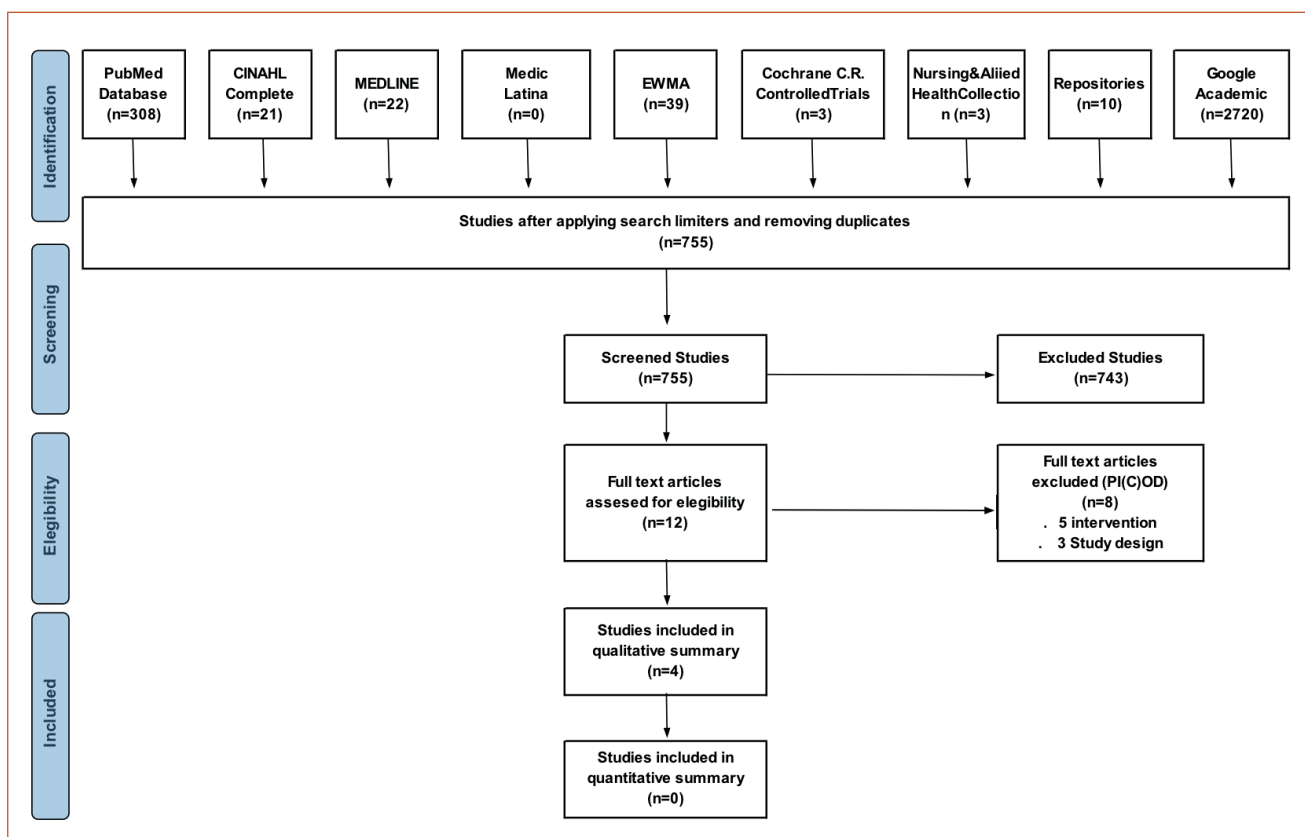 Identification
PubMed
Database
(n=308)
CINAHL
Complete
(n=21)
MEDLINE
(n=22)
Medic
Latina
(n=0)
EWMA
(n=39)
Cochrane C.R.
ControlledTrials
(n=3)
Nursing&Aliied
HealthCollectio
n (n=3)
Repositories
(n=10)
Google
Academic
(n=2720)
Studies after applying search limiters and removing duplicates
(n=755)
Screening
Screened Studies
(n=755)
Excluded Studies
(n=743)
Elegibility
Full text articles
assesed for elegibility
(n=12)
Full text articles
excluded (PI(C)OD)
(n=8)
. 5 intervention
. 3 Study design
Included
Studies included in
qualitative summary
(n=4)
Studies included in
quantitative summary
(n=0)